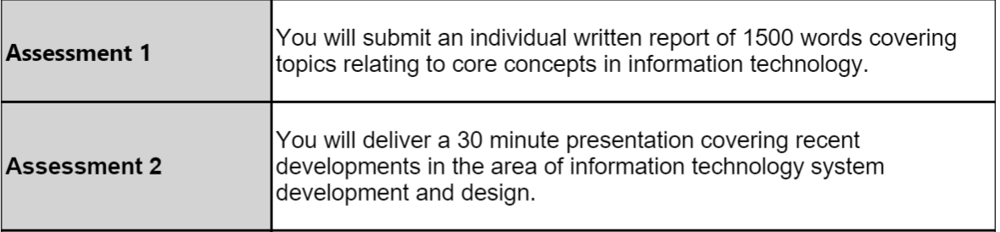 Assessment 1
You will submit an individual written report of 1500 words covering
topics relating to core concepts in information technology.
Assessment 2
You will deliver a 30 minute presentation covering recent
developments in the area of information technology system
development and design.